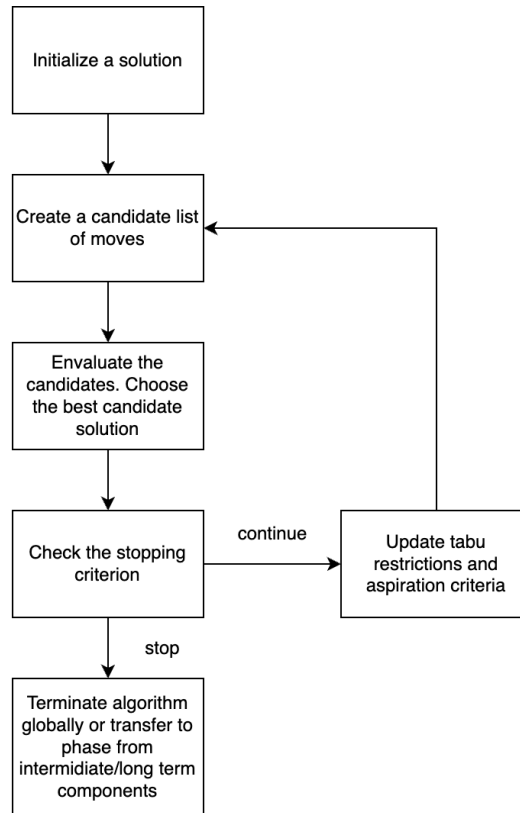 Initialize a solution
Create a candidate list
of moves
Envaluate the
candidates. Choose
the best candidate
solution
Check the stopping
criterion
continue
Update tabu
restrictions and
aspiration criteria
stop
Terminate algorithm
globally or transfer to
phase from
intermidiate/long term
components